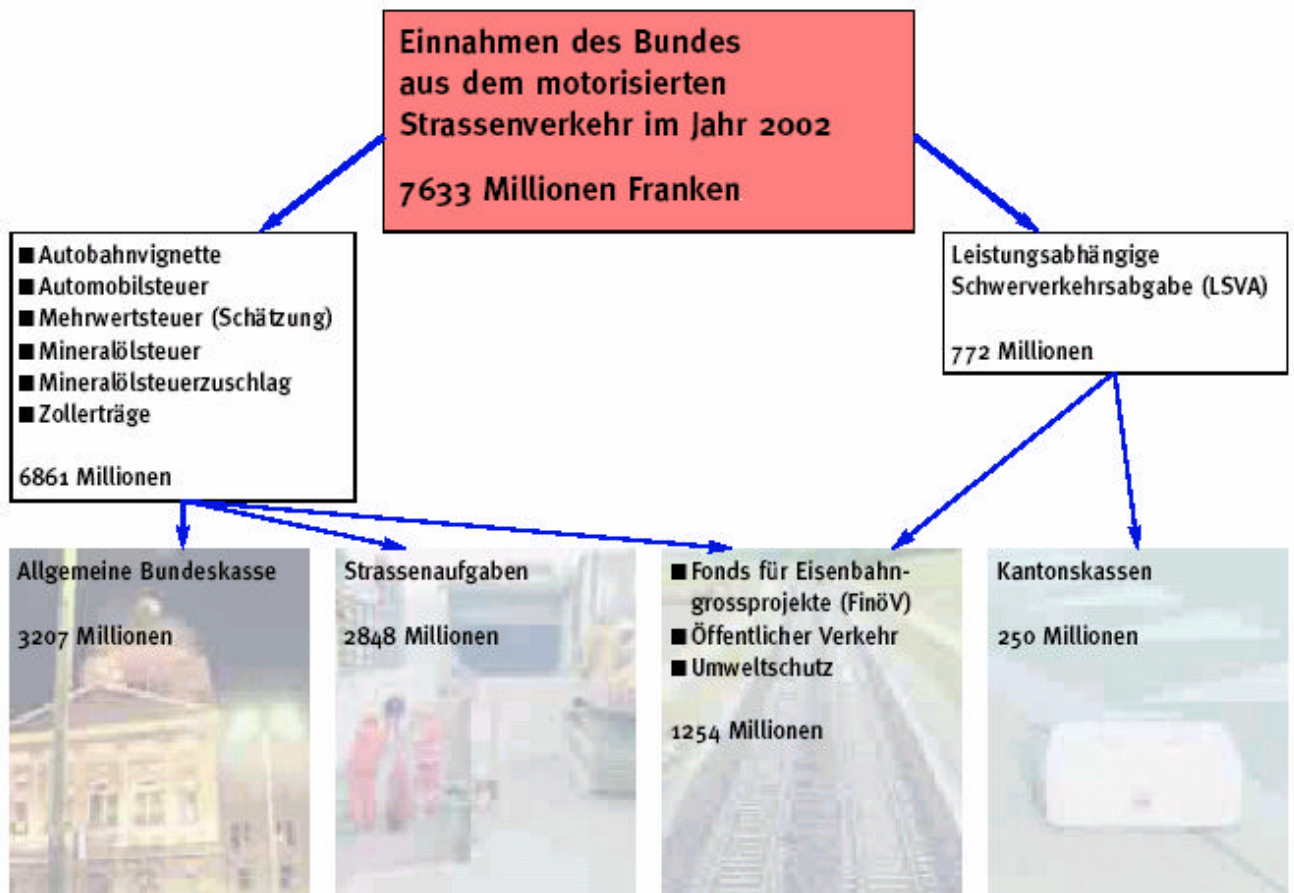 Einnahmen des Bundes
aus dem motorisierten
Strassenverkehr im Jahr 2002
7633 Millionen Franken
■ Autobahnvignette
■ Automobilsteuer
■ Mehrwertsteuer (Schätzung)
■ Mineralölsteuer
■ Mineralölsteuerzuschlag
■ Zollerträge
6861 Millionen
Leistungsabhängige
Schwerverkehrsabgabe (LSVA)
772 Millionen
Allgemeine Bundeskasse
3207 Millionen
Strassenaufgaben
2848 Millionen
■ Fonds für Eisenbahn-
grossprojekte (FinöV)
■ Öffentlicher Verkehr
■ Umweltschutz
1254 Millionen
Kantonskassen
250 Millionen